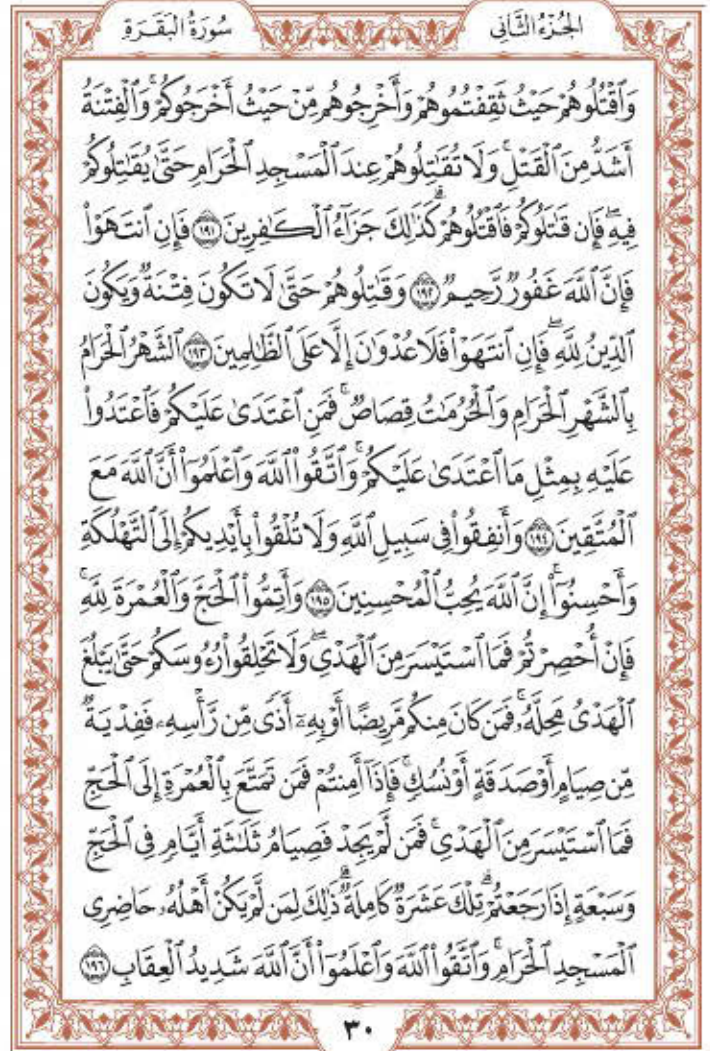 الجُزْءُ الثَّانِي
سُورَةُ البَقَرَةِ
وَٱقْتُلُوهُمْ حَيْثُ ثَقِفْتُمُوهُمْ وَأَخْرِجُوهُم مِّنْ حَيْثُ أَخْرَجُوكُمْ ۚ وَٱلْفِتْنَةُ
أَشَدُّ مِنَ ٱلْقَتْلِ ۚ وَلَا تُقَٰتِلُوهُمْ عِندَ ٱلْمَسْجِدِ ٱلْحَرَامِ حَتَّىٰ يُقَٰتِلُوكُمْ
فِيهِ ۖ فَإِن قَٰتَلُوكُمْ فَٱقْتُلُوهُمْ ۗ كَذَٰلِكَ جَزَآءُ ٱلْكَٰفِرِينَ ١٩١ فَإِنِ ٱنتَهَوْا۟
فَإِنَّ ٱللَّهَ غَفُورٌ رَّحِيمٌ ١٩٢ وَقَٰتِلُوهُمْ حَتَّىٰ لَا تَكُونَ فِتْنَةٌ وَيَكُونَ
ٱلدِّينُ لِلَّهِ ۖ فَإِنِ ٱنتَهَوْا۟ فَلَا عُدْوَٰنَ إِلَّا عَلَى ٱلظَّٰلِمِينَ ١٩٣ ٱلشَّهْرُ ٱلْحَرَامُ
بِٱلشَّهْرِ ٱلْحَرَامِ وَٱلْحُرُمَٰتُ قِصَاصٌ ۚ فَمَنِ ٱعْتَدَىٰ عَلَيْكُمْ فَٱعْتَدُوا۟
عَلَيْهِ بِمِثْلِ مَا ٱعْتَدَىٰ عَلَيْكُمْ ۚ وَٱتَّقُوا۟ ٱللَّهَ وَٱعْلَمُوٓا۟ أَنَّ ٱللَّهَ مَعَ
ٱلْمُتَّقِينَ ١٩٤ وَأَنفِقُوا۟ فِى سَبِيلِ ٱللَّهِ وَلَا تُلْقُوا۟ بِأَيْدِيكُمْ إِلَى ٱلتَّهْلُكَةِ
وَأَحْسِنُوٓا۟ ۛ إِنَّ ٱللَّهَ يُحِبُّ ٱلْمُحْسِنِينَ ١٩٥ وَأَتِمُّوا۟ ٱلْحَجَّ وَٱلْعُمْرَةَ لِلَّهِ ۚ
فَإِنْ أُحْصِرْتُمْ فَمَا ٱسْتَيْسَرَ مِنَ ٱلْهَدْىِ ۖ وَلَا تَحْلِقُوا۟ رُءُوسَكُمْ حَتَّىٰ يَبْلُغَ
ٱلْهَدْىُ مَحِلَّهُۥ ۚ فَمَن كَانَ مِنكُم مَّرِيضًا أَوْ بِهِۦٓ أَذًى مِّن رَّأْسِهِۦ فَفِدْيَةٌ
مِّن صِيَامٍ أَوْ صَدَقَةٍ أَوْ نُسُكٍ ۚ فَإِذَآ أَمِنتُمْ فَمَن تَمَتَّعَ بِٱلْعُمْرَةِ إِلَى ٱلْحَجِّ
فَمَا ٱسْتَيْسَرَ مِنَ ٱلْهَدْىِ ۚ فَمَن لَّمْ يَجِدْ فَصِيَامُ ثَلَٰثَةِ أَيَّامٍ فِى ٱلْحَجِّ
وَسَبْعَةٍ إِذَا رَجَعْتُمْ ۗ تِلْكَ عَشَرَةٌ كَامِلَةٌ ۗ ذَٰلِكَ لِمَن لَّمْ يَكُنْ أَهْلُهُۥ حَاضِرِى
ٱلْمَسْجِدِ ٱلْحَرَامِ ۚ وَٱتَّقُوا۟ ٱللَّهَ وَٱعْلَمُوٓا۟ أَنَّ ٱللَّهَ شَدِيدُ ٱلْعِقَابِ ١٩٦
٣٠